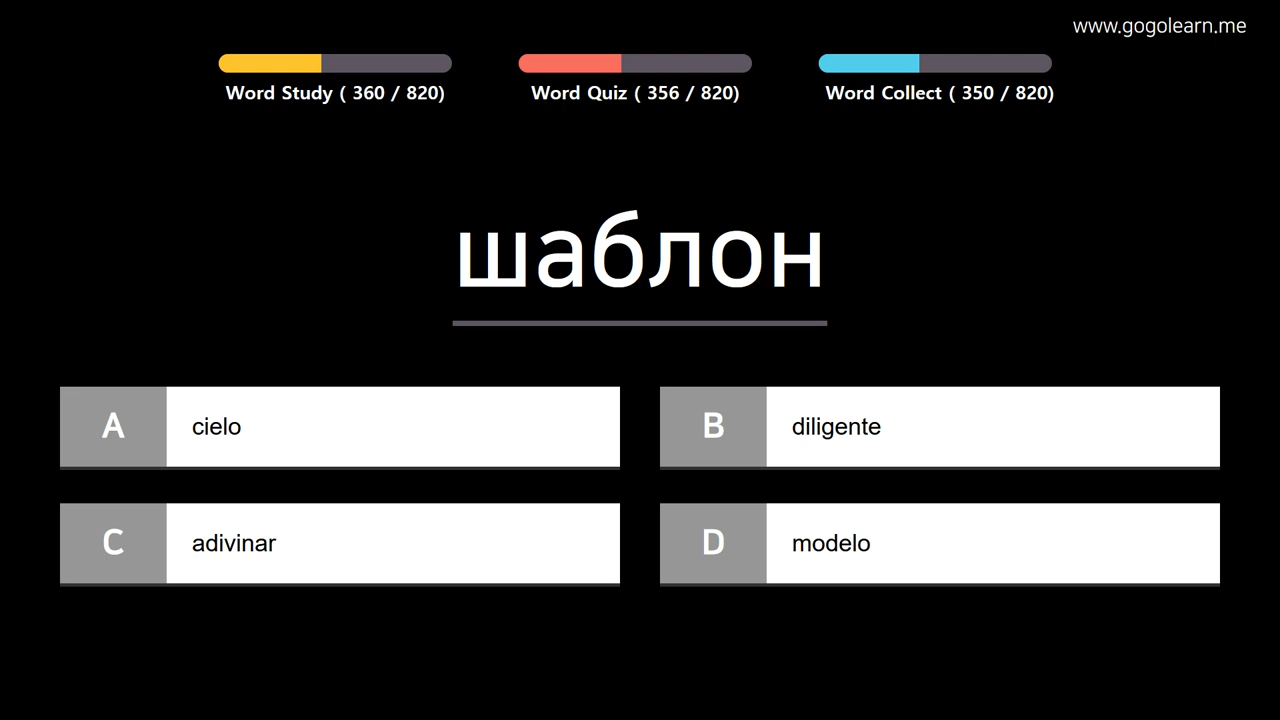 www.gogolearn.me
Word Study ( 360 / 820)
Word Quiz ( 356 / 820)
Word Collect ( 350 / 820)
шаблон
A cielo
B diligente
C adivinar
D modelo